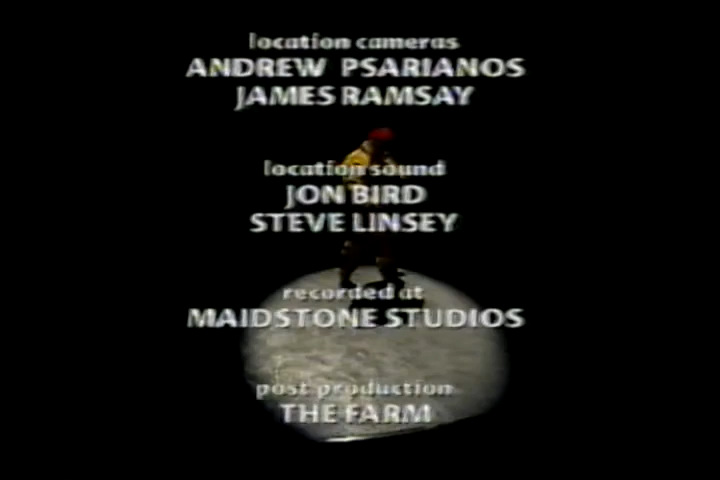 location cameras
ANDREW PSARIANOS
JAMES RAMSAY
location sound
JON BIRD
STEVE LINSEY
recorded at
MAIDSTONE STUDIOS
post production
THE FARM